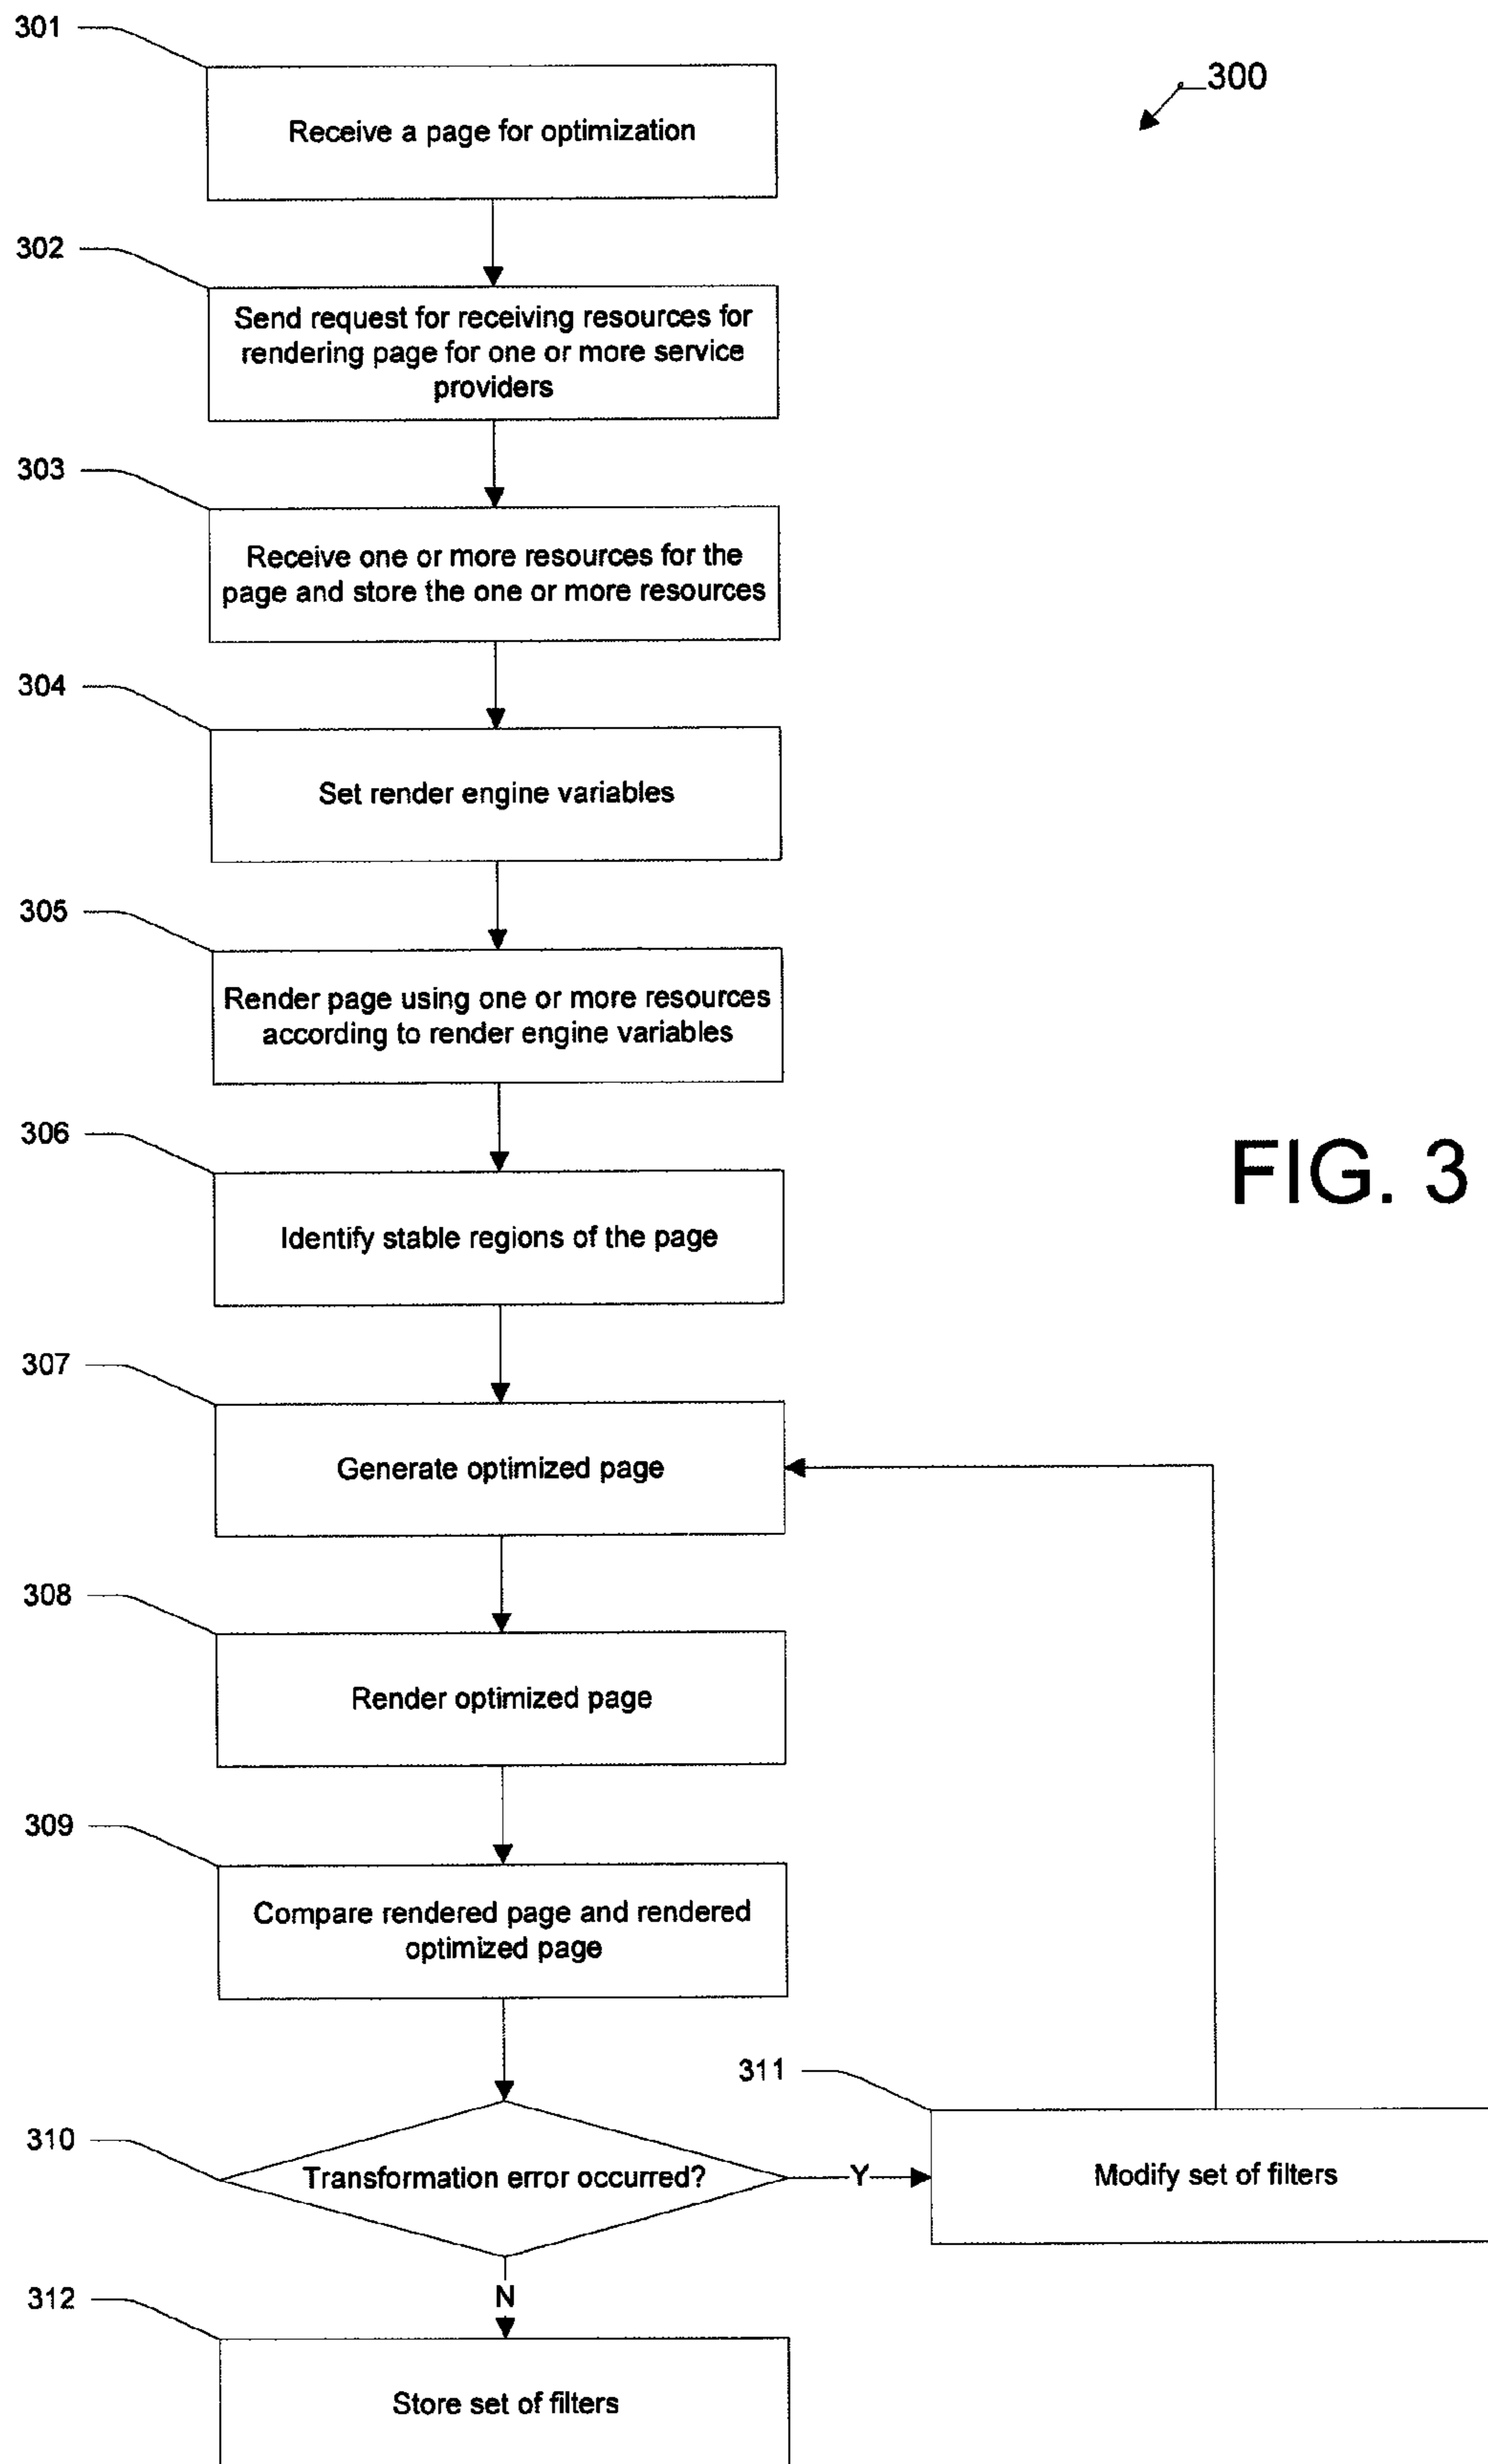 301
300
Receive a page for optimization
302
Send request for receiving resources for
rendering page for one or more service
providers
303
Receive one or more resources for the
page and store the one or more resources
304
Set render engine variables
305
Render page using one or more resources
according to render engine variables
306
FIG. 3
Identify stable regions of the page
307
Generate optimized page
308
Render optimized page
309
Compare rendered page and rendered
optimized page
311
310
Transformation error occurred?
Y
Modify set of filters
N
312
Store set of filters